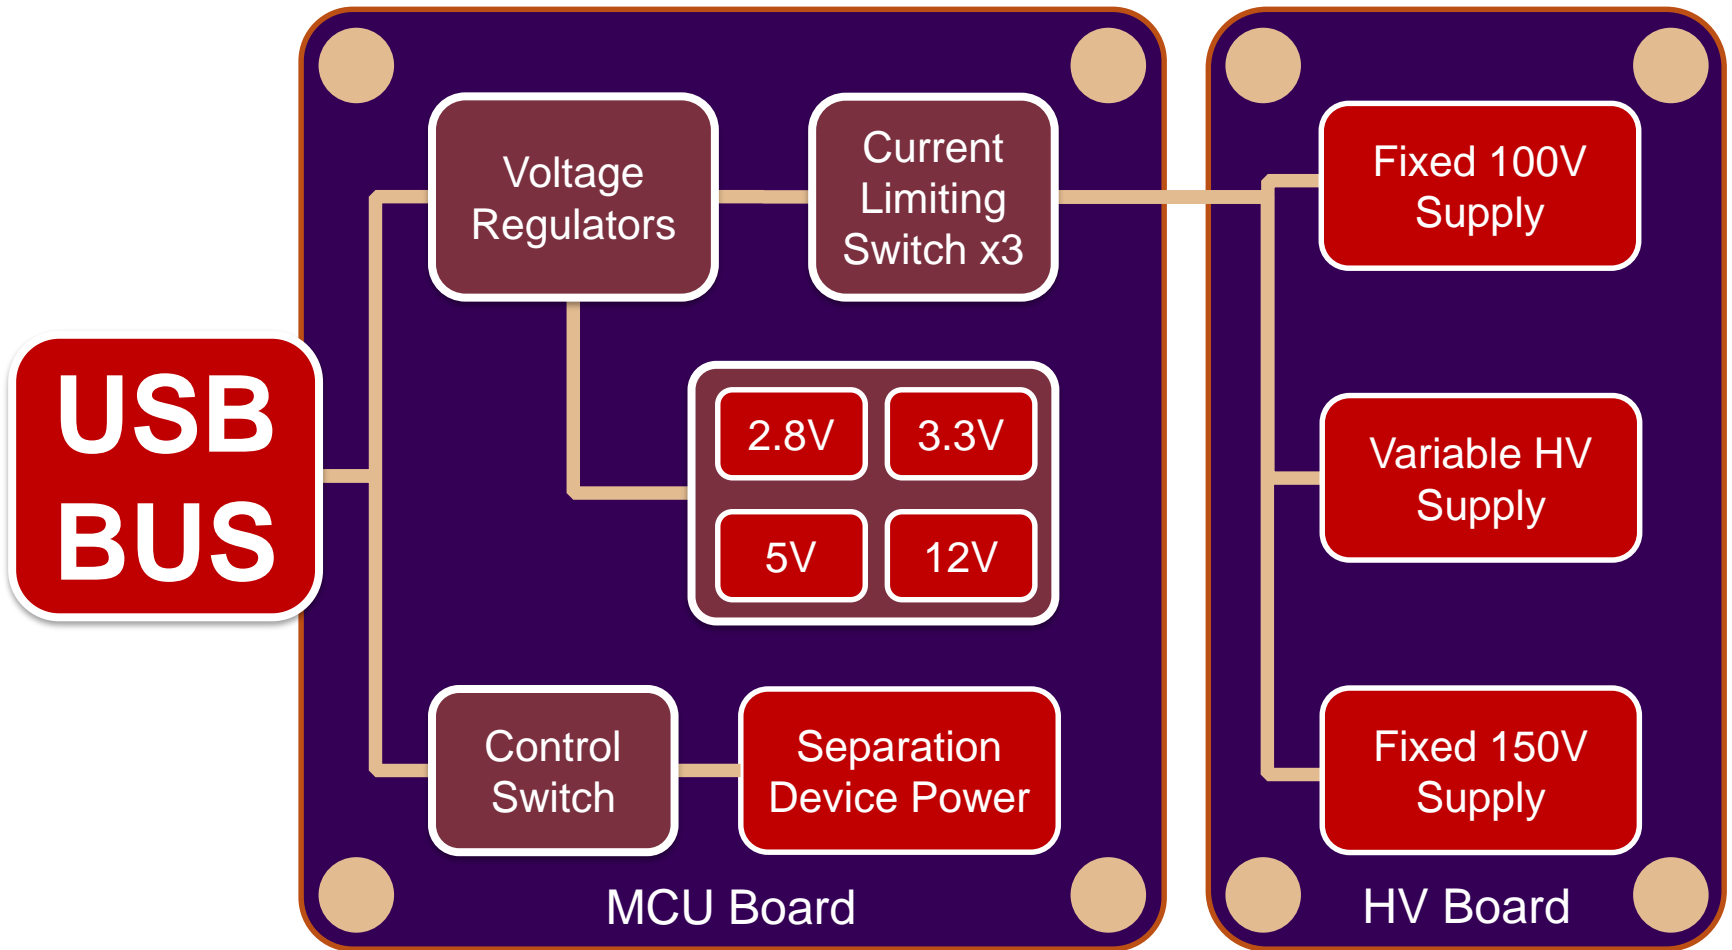 USB
BUS
Voltage
Regulators
Current
Limiting
Switch x3
2.8V
3.3V
5V
12V
Control
Switch
Separation
Device Power
MCU Board
Fixed 100V
Supply
Variable HV
Supply
Fixed 150V
Supply
HV Board